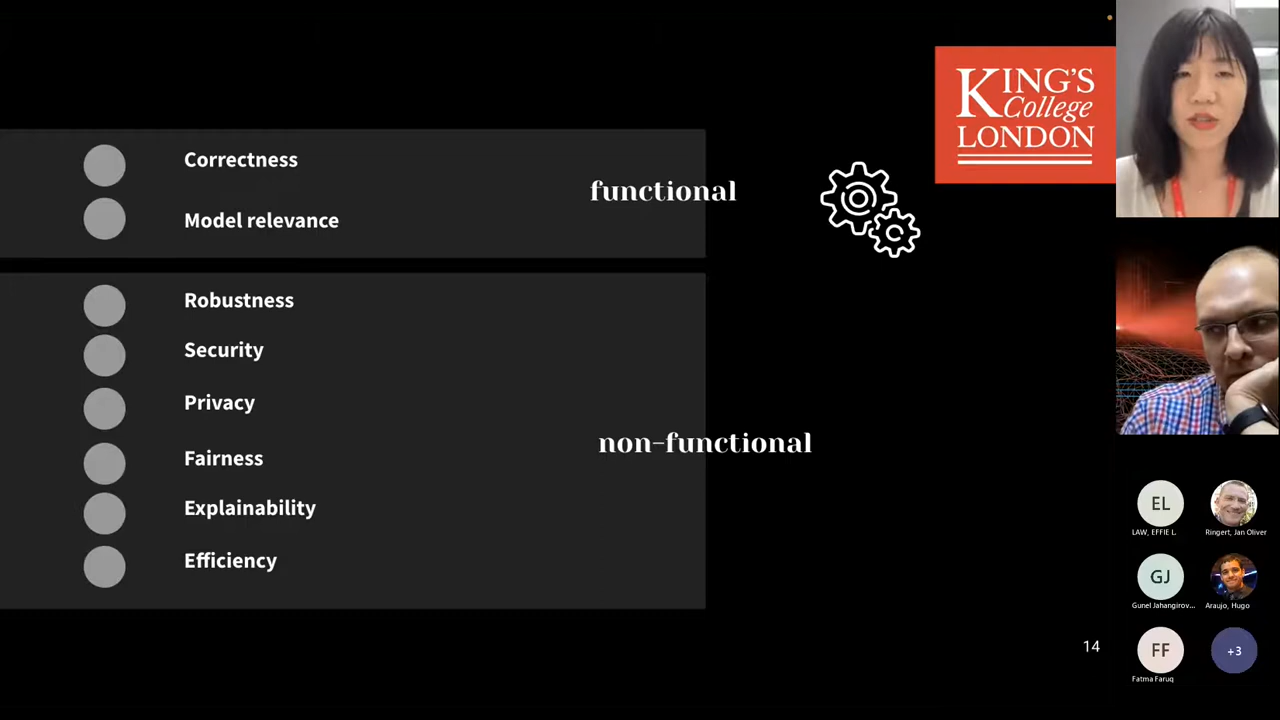 Correctness
Model relevance
functional
Robustness
Security
Privacy
Fairness
Explainability
Efficiency
non-functional
KING'S
College
LONDON
14
EL
LAW, EFFIE L.
Ringert, Jan Oliver
GJ
Gunel Jahangirov...
Araujo, Hugo
FF
Fatma Faruq
+3